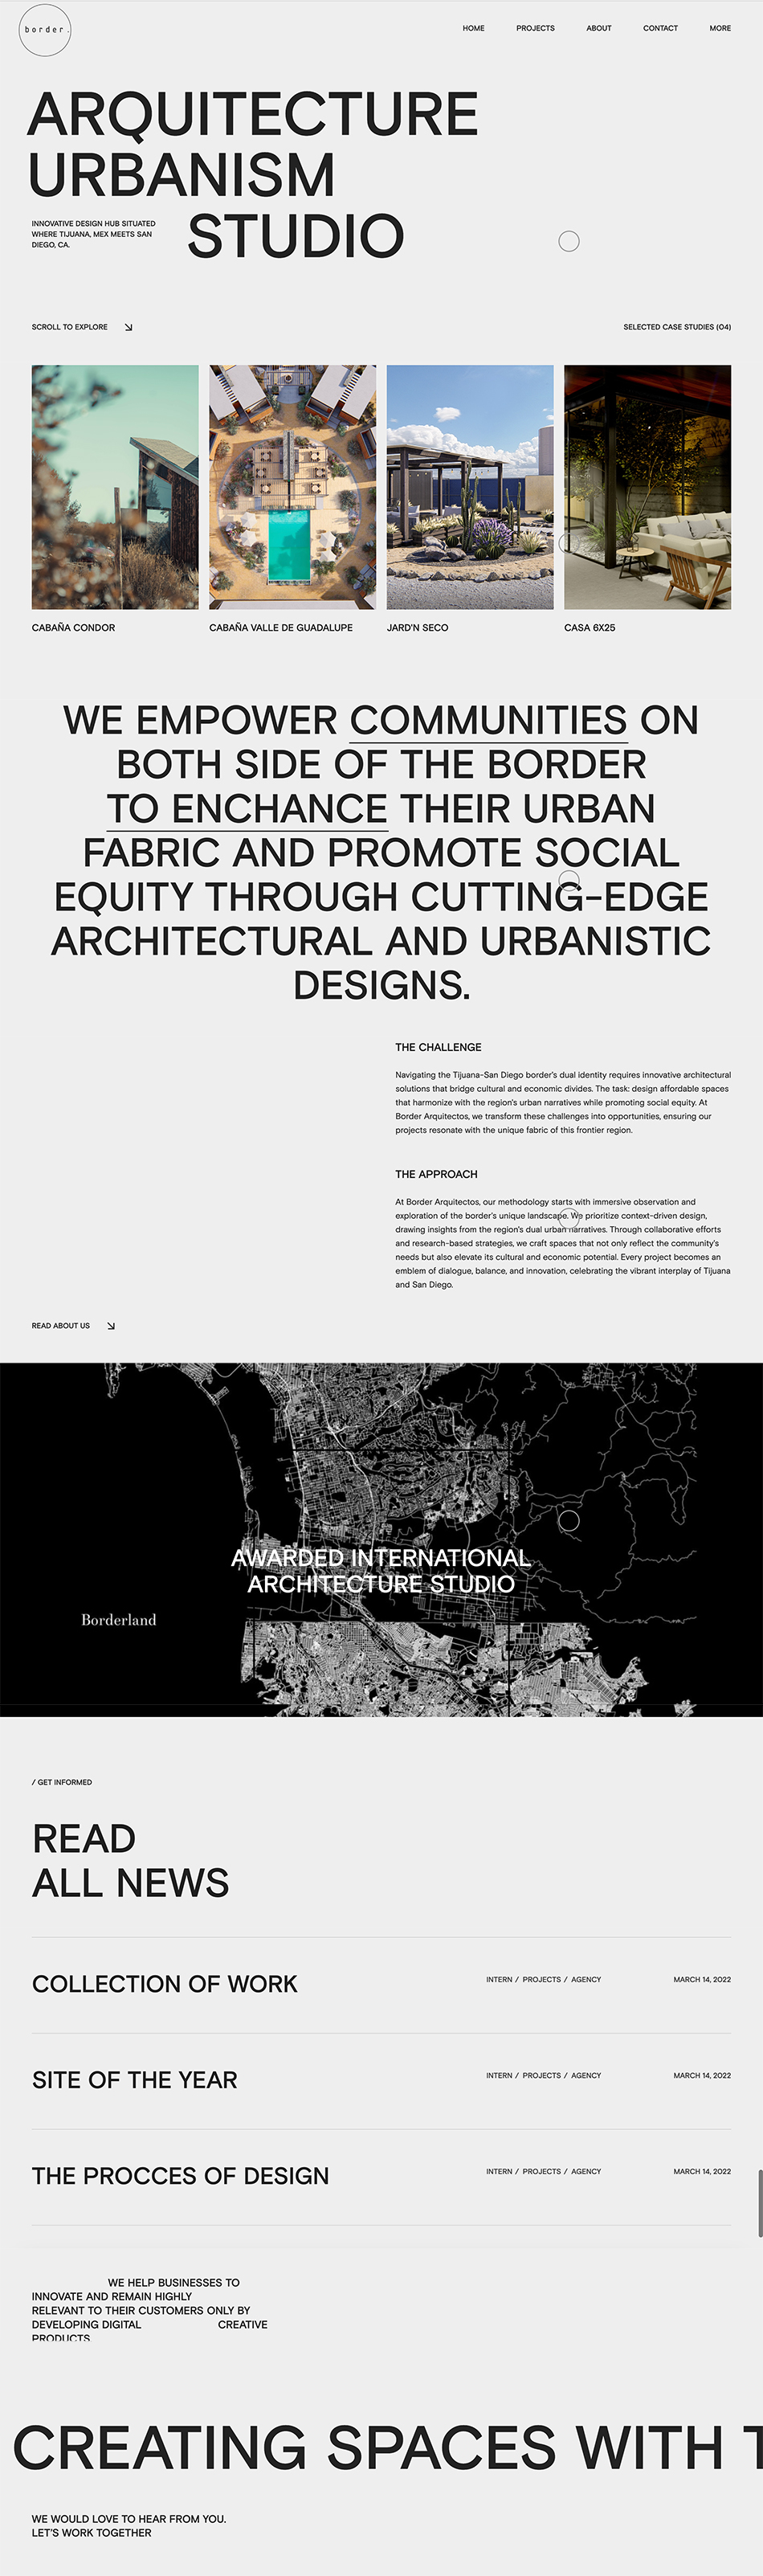 border.
HOME PROJECTS ABOUT CONTACT MORE
ARQUITECTURE
URBANISM
STUDIO
INNOVATIVE DESIGN HUB SITUATED
WHERE TIJUANA, MEX MEETS SAN
DIEGO, CA.
SCROLL TO EXPLORE
SELECTED CASE STUDIES (04)
CABAÑA CONDOR
CABAÑA VALLE DE GUADALUPE
JARD'N SECO
CASA 6X25
WE EMPOWER COMMUNITIES ON
BOTH SIDE OF THE BORDER
TO ENCHANCE THEIR URBAN
FABRIC AND PROMOTE SOCIAL
EQUITY THROUGH CUTTING-EDGE
ARCHITECTURAL AND URBANISTIC
DESIGNS.
THE CHALLENGE
Navigating the Tijuana-San Diego border's dual identity requires innovative architectural
solutions that bridge cultural and economic divides. The task: design affordable spaces
that harmonize with the region's urban narratives while promoting social equity. At
Border Arquitectos, we transform these challenges into opportunities, ensuring our
projects resonate with the unique fabric of this frontier region.
THE APPROACH
At Border Arquitectos, our methodology starts with immersive observation and
exploration of the border's unique landscape. We prioritize context-driven design,
drawing insights from the region's dual urban narratives. Through collaborative efforts
and research-based strategies, we craft spaces that not only reflect the community's
needs but also elevate its cultural and economic potential. Every project becomes an
emblem of dialogue, balance, and innovation, celebrating the vibrant interplay of Tijuana
and San Diego.
READ ABOUT US
AWARDED INTERNATIONAL
ARCHITECTURE STUDIO
Borderland
/ GET INFORMED
READ
ALL NEWS
COLLECTION OF WORK
INTERN / PROJECTS / AGENCY
MARCH 14, 2022
SITE OF THE YEAR
INTERN / PROJECTS / AGENCY
MARCH 14, 2022
THE PROCCES OF DESIGN
INTERN / PROJECTS / AGENCY
MARCH 14, 2022
WE HELP BUSINESSES TO
INNOVATE AND REMAIN HIGHLY
RELEVANT TO THEIR CUSTOMERS ONLY BY
DEVELOPING DIGITAL CREATIVE
PRODUCTS
CREATING SPACES WITH T
WE WOULD LOVE TO HEAR FROM YOU.
LET'S WORK TOGETHER